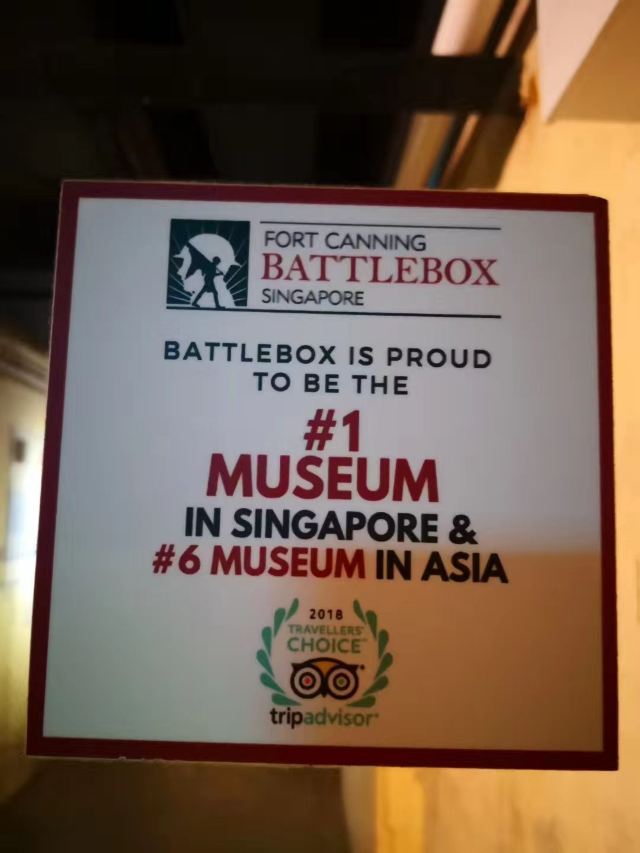 FORT CANNING
BATTLEBOX
SINGAPORE
BATTLEBOX IS PROUD
TO BE THE
#1
MUSEUM
IN SINGAPORE &
#6 MUSEUM IN ASIA
2018
TRAVELLERS'
CHOICE™
tripadvisor®